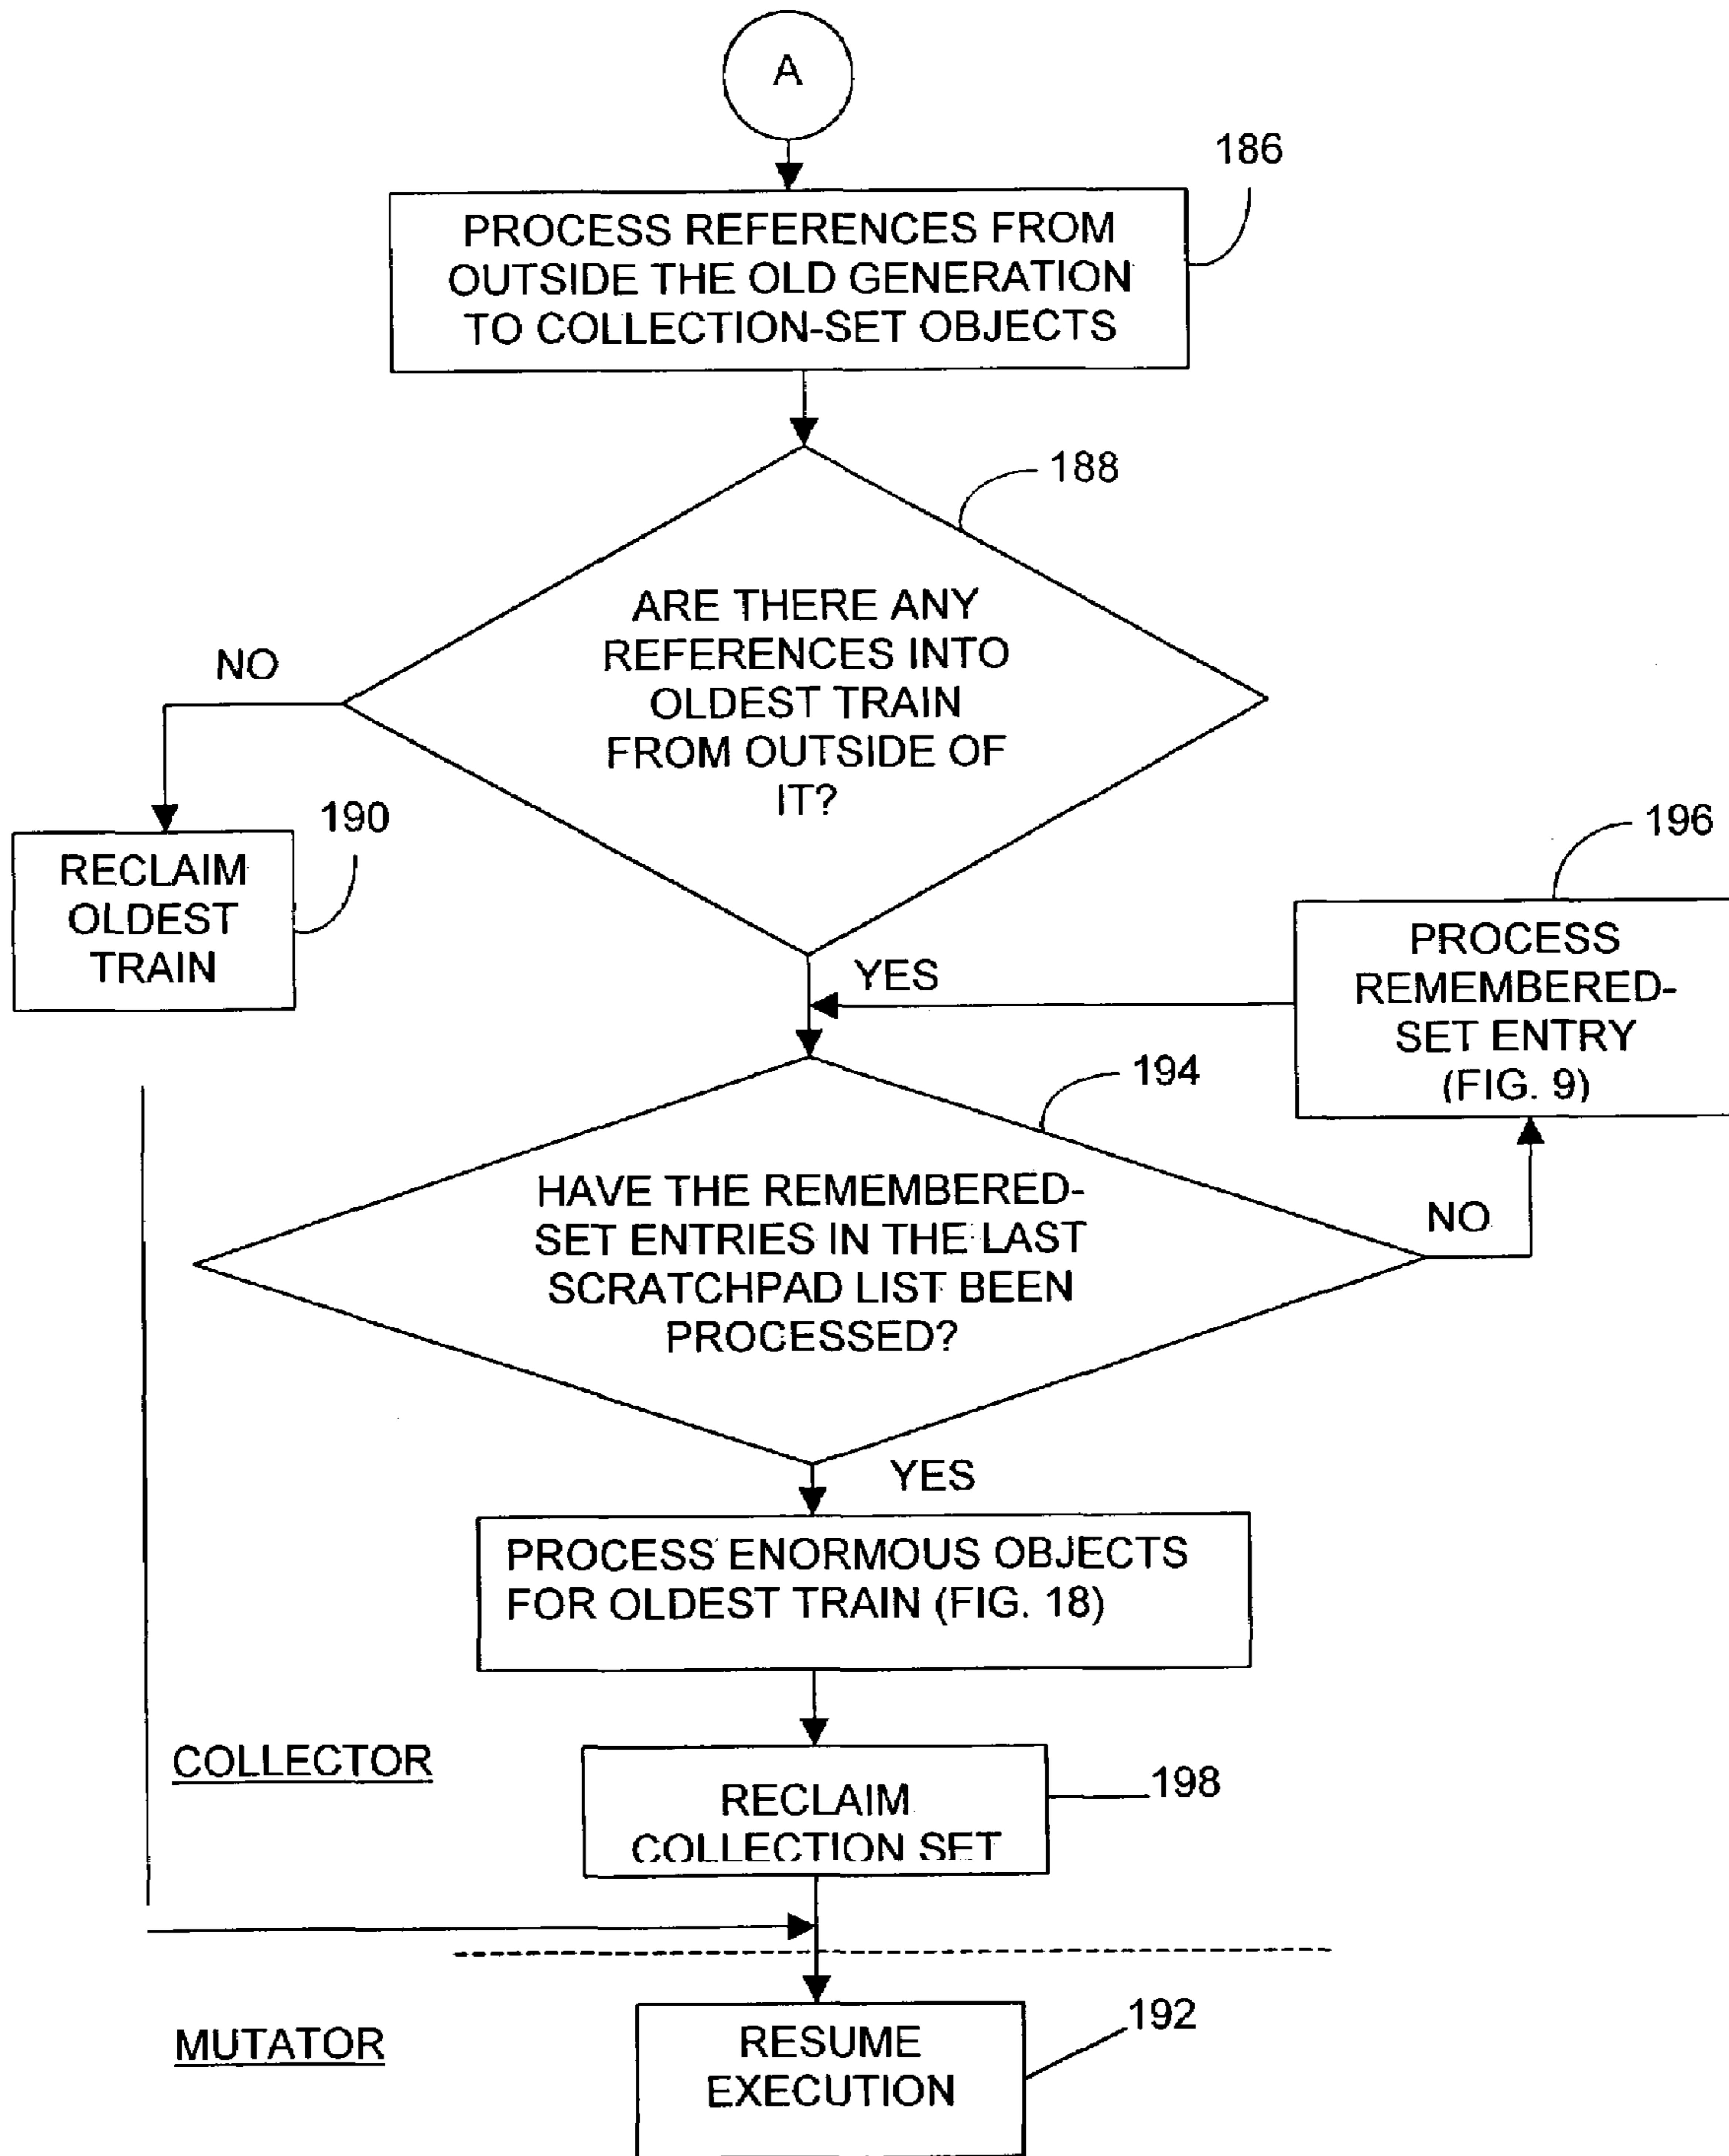 A
186
PROCESS REFERENCES FROM
OUTSIDE THE OLD GENERATION
TO COLLECTION-SET OBJECTS
188
ARE THERE ANY
REFERENCES INTO
OLDEST TRAIN
FROM OUTSIDE OF
IT?
NO
190
RECLAIM
OLDEST
TRAIN
YES
196
PROCESS
REMEMBERED-
SET ENTRY
(FIG. 9)
194
HAVE THE REMEMBERED-
SET ENTRIES IN THE LAST
SCRATCHPAD LIST BEEN
PROCESSED?
NO
YES
PROCESS ENORMOUS OBJECTS
FOR OLDEST TRAIN (FIG. 18)
COLLECTOR
198
RECLAIM
COLLECTION SET
MUTATOR
192
RESUME
EXECUTION